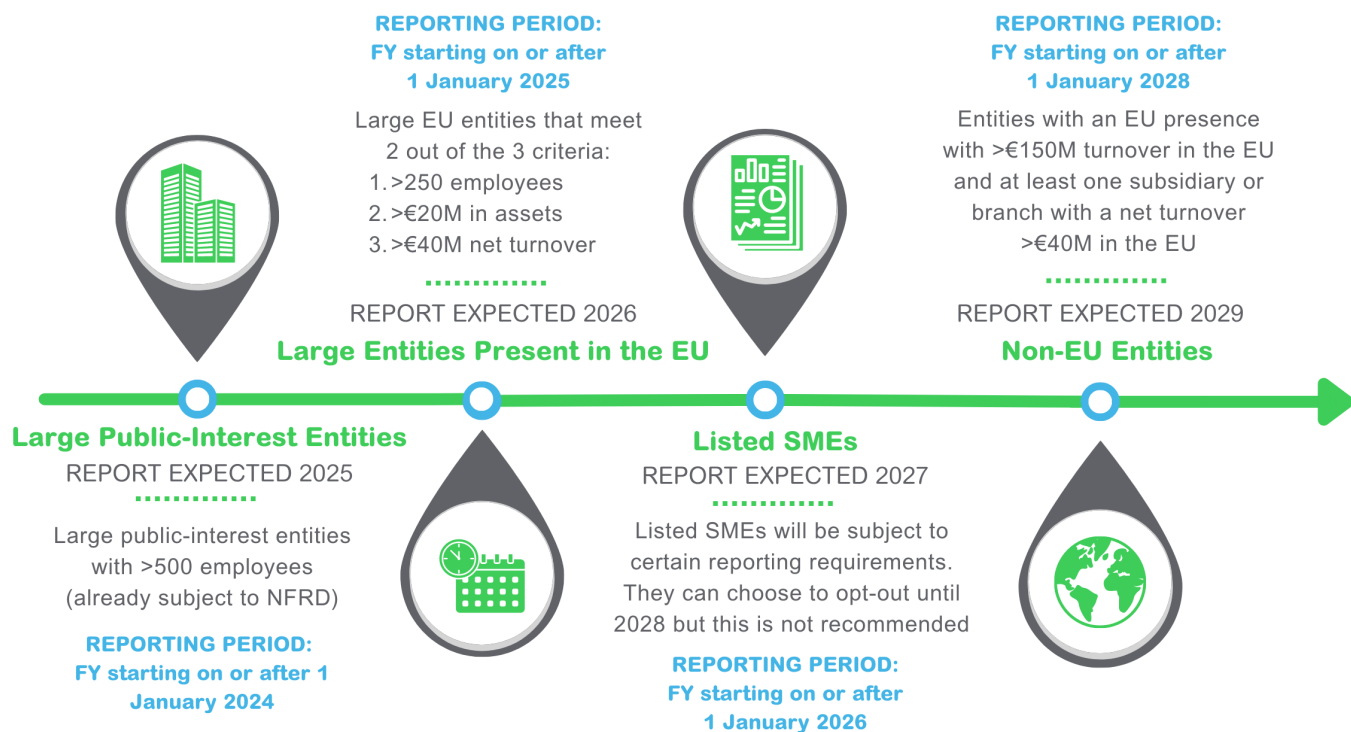 Large Public-Interest Entities
REPORT EXPECTED 2025
Large public-interest entities
with >500 employees
(already subject to NFRD)
REPORTING PERIOD:
FY starting on or after 1
January 2024
REPORTING PERIOD:
FY starting on or after
1 January 2025
Large EU entities that meet
2 out of the 3 criteria:
1. >250 employees
2. >€20M in assets
3. >€40M net turnover
REPORT EXPECTED 2026
Large Entities Present in the EU
Listed SMEs
REPORT EXPECTED 2027
Listed SMEs will be subject to
certain reporting requirements.
They can choose to opt-out until
2028 but this is not recommended
REPORTING PERIOD:
FY starting on or after
1 January 2026
REPORTING PERIOD:
FY starting on or after
1 January 2028
Entities with an EU presence
with >€150M turnover in the EU
and at least one subsidiary or
branch with a net turnover
>€40M in the EU
REPORT EXPECTED 2029
Non-EU Entities